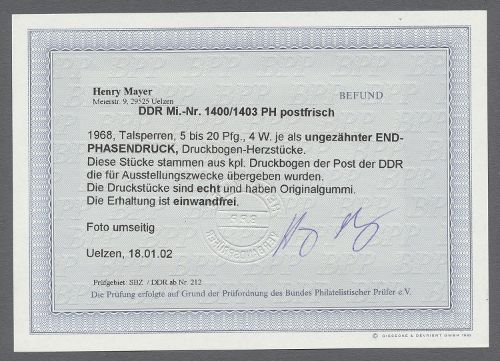 Henry Mayer
Meierstr. 9, 29525 Uelzen
BEFUND
DDR Mi.-Nr. 1400/1403 PH postfrisch
1968, Talsperren, 5 bis 20 Pfg., 4 W. je als ungezähnter END-
PHASENDRUCK, Druckbogen-Herzstücke.
Diese Stücke stammen aus kpl. Druckbogen der Post der DDR
die für Ausstellungszwecke übergeben wurden.
Die Druckstücke sind echt und haben Originalgummi.
Die Erhaltung ist einwandfrei.
Foto umseitig
Uelzen, 18.01.02
Prüfgebiet: SBZ / DDR ab Nr. 212
Die Prüfung erfolgte auf Grund der Prüfordnung des Bundes Philatelistischer Prüfer e.V.
GIESECKE & DEVRIENT GMBH